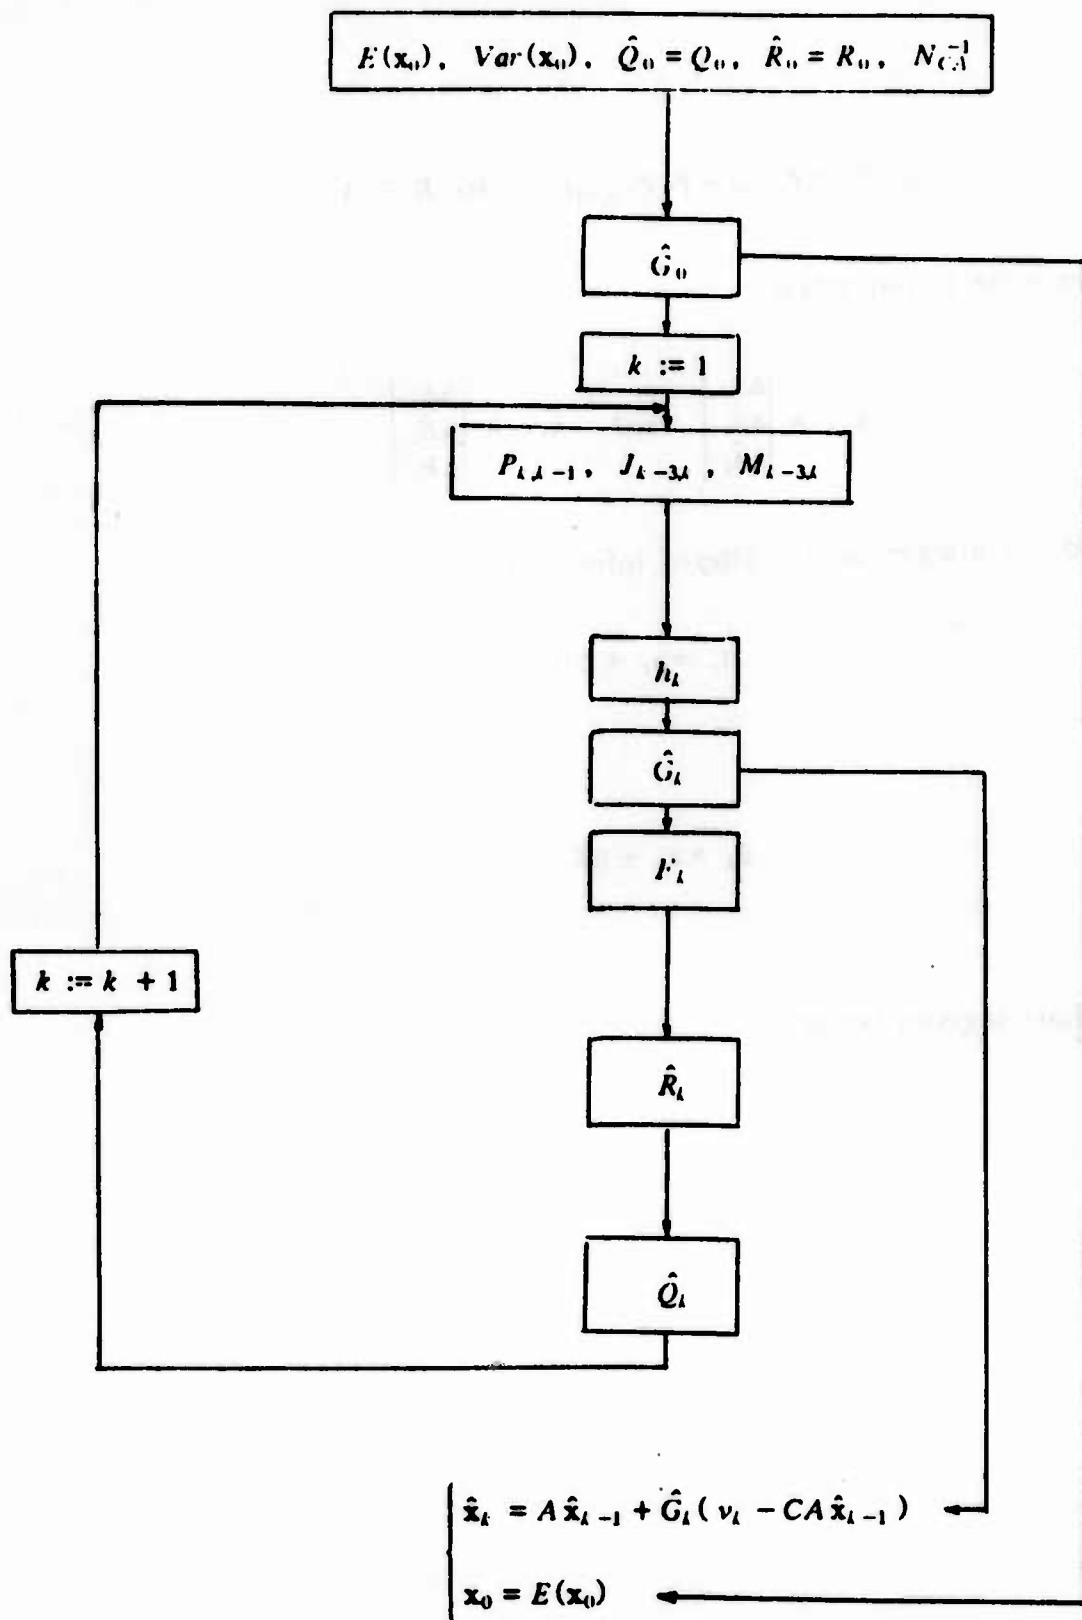 E(x₀), Var(x₀), Q̂₀ = Q₀, R̂₀ = R₀, N_{CA}^{-1}
Ĝ₀
k := 1
P_{k,k-1}, J_{k-3,k}, M_{k-3,k}
h_k
Ĝ_k
F_k
k := k + 1
R̂_k
Q̂_k
x̂_k = A x̂_{k-1} + Ĝ_k ( v_k - CA x̂_{k-1} )
x₀ = E(x₀)